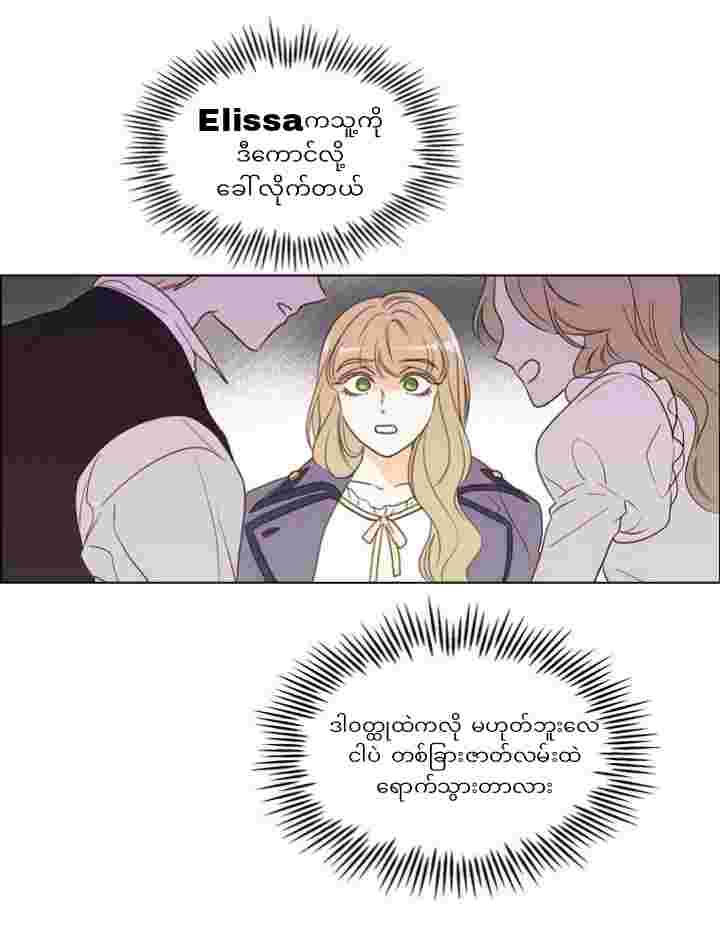 Elissaကသူ့ကို
ဒီကောင်လို့
ခေါ်လိုက်တယ်
ဒါဝတ္ထုထဲကလို မဟုတ်ဘူးလေ
ငါပဲ တစ်ခြားဇာတ်လမ်းထဲ
ရောက်သွားတာလား